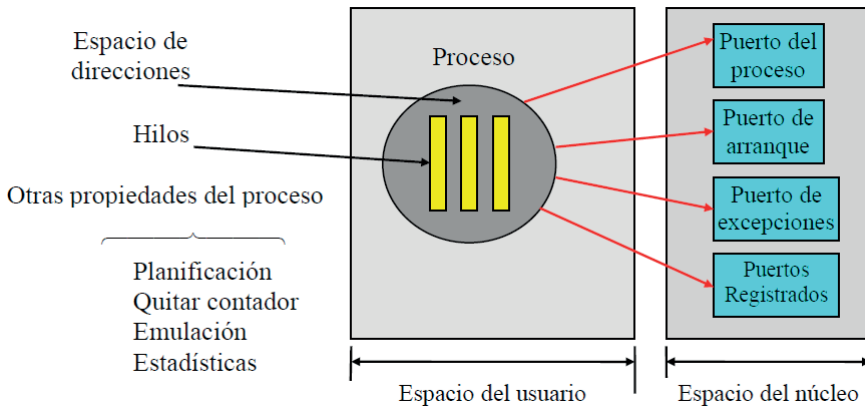 Espacio de
direcciones
Hilos
Otras propiedades del proceso
Planificación
Quitar contador
Emulación
Estadísticas
Proceso
Espacio del usuario
Puerto del
proceso
Puerto de
arranque
Puerto de
excepciones
Puertos
Registrados
Espacio del núcleo